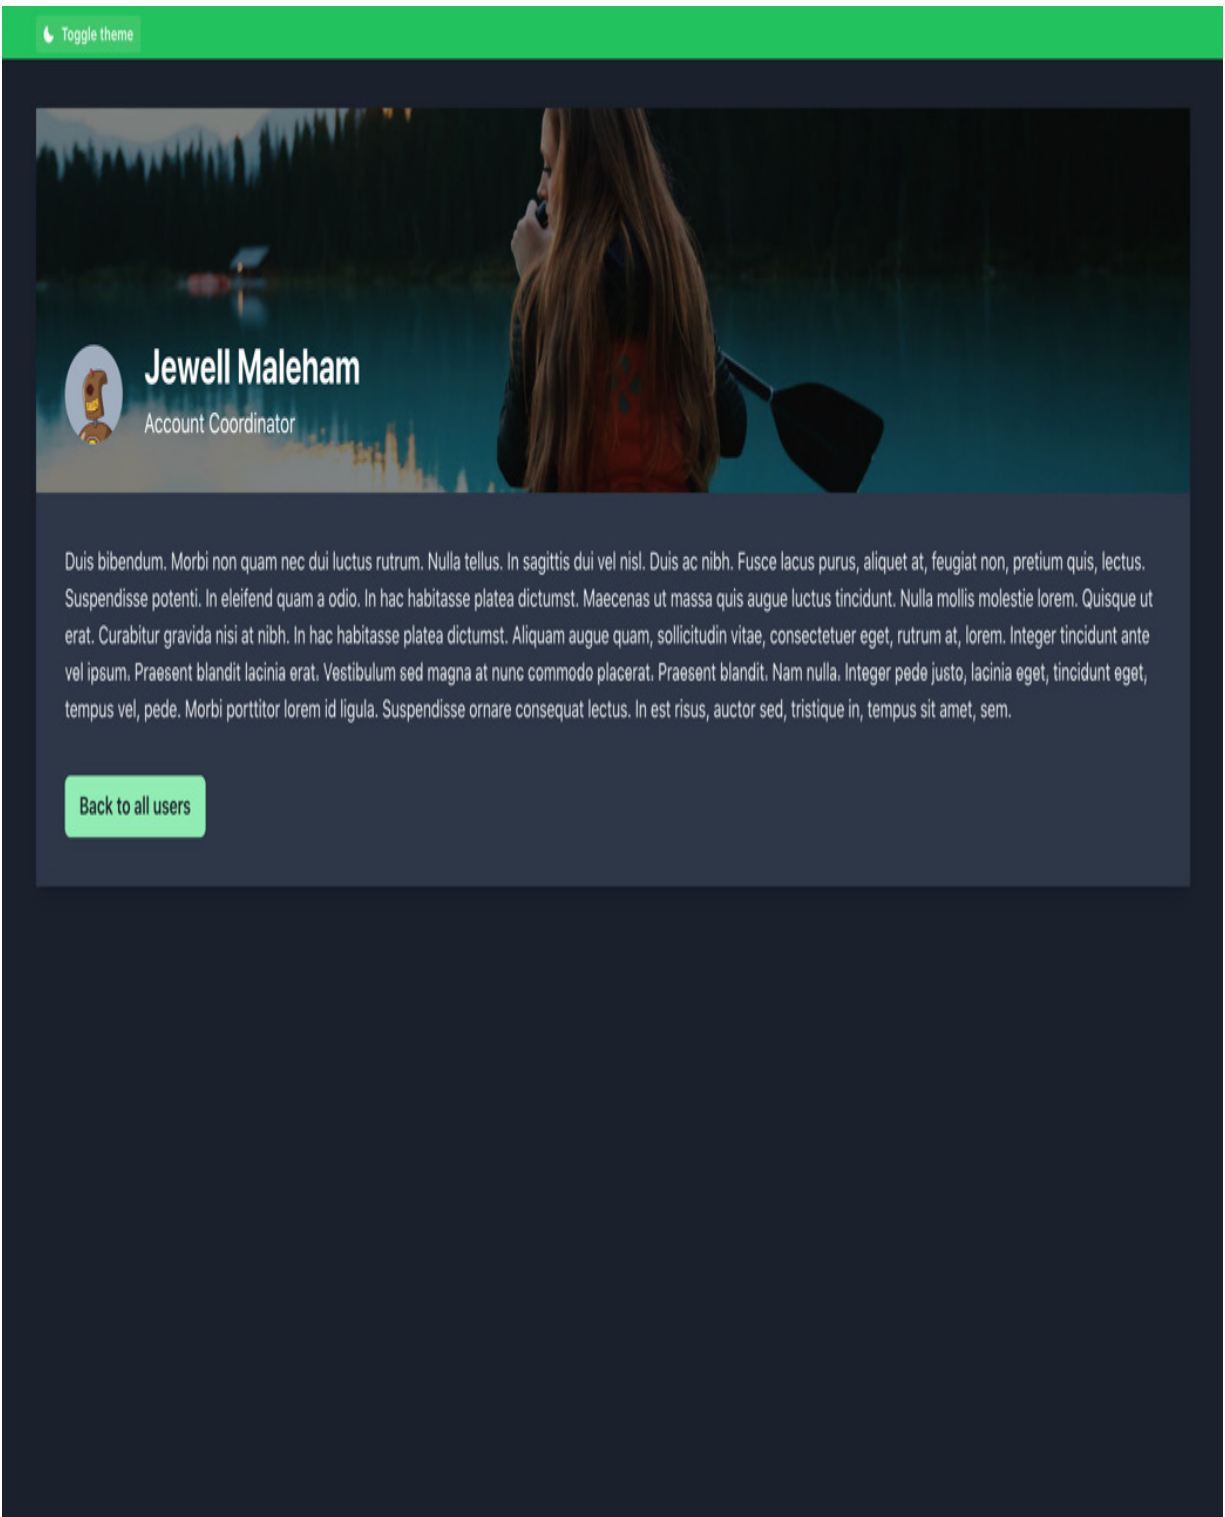 Toggle theme
Jewell Maleham
Account Coordinator
Duis bibendum. Morbi non quam nec dui luctus rutrum. Nulla tellus. In sagittis dui vel nisl. Duis ac nibh. Fusce lacus purus, aliquet at, feugiat non, pretium quis, lectus.
Suspendisse potenti. In eleifend quam a odio. In hac habitasse platea dictumst. Maecenas ut massa quis augue luctus tincidunt. Nulla mollis molestie lorem. Quisque ut
erat. Curabitur gravida nisi at nibh. In hac habitasse platea dictumst. Aliquam augue quam, sollicitudin vitae, consectetuer eget, rutrum at, lorem. Integer tincidunt ante
vel ipsum. Praesent blandit lacinia erat. Vestibulum sed magna at nunc commodo placerat. Praesent blandit. Nam nulla. Integer pede justo, lacinia eget, tincidunt eget,
tempus vel, pede. Morbi porttitor lorem id ligula. Suspendisse ornare consequat lectus. In est risus, auctor sed, tristique in, tempus sit amet, sem.
Back to all users